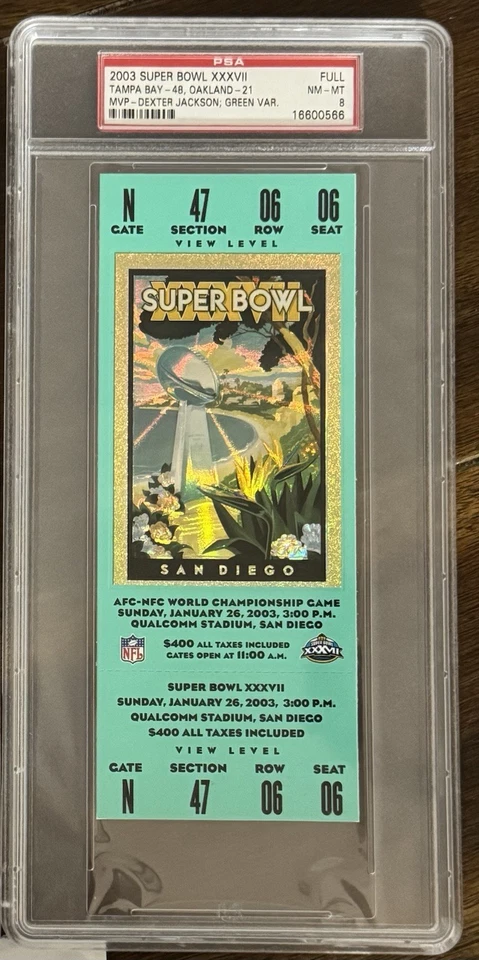 PSA
2003 SUPER BOWL XXXVII FULL
TAMPA BAY-48, OAKLAND-21 NM-MT
MVP-DEXTER JACKSON; GREEN VAR. 8
16600566
N 47 06 06
GATE SECTION ROW SEAT
VIEW LEVEL
SUPER BOWL
XXXVII
SAN DIEGO
AFC-NFC WORLD CHAMPIONSHIP GAME
SUNDAY, JANUARY 26, 2003, 3:00 P.M.
QUALCOMM STADIUM, SAN DIEGO
NFL
$400 ALL TAXES INCLUDED
GATES OPEN AT 11:00 A.M.
SUPER BOWL
XXXVII
SUPER BOWL XXXVII
SUNDAY, JANUARY 26, 2003, 3:00 P.M.
QUALCOMM STADIUM, SAN DIEGO
$400 ALL TAXES INCLUDED
VIEW LEVEL
GATE SECTION ROW SEAT
N 47 06 06